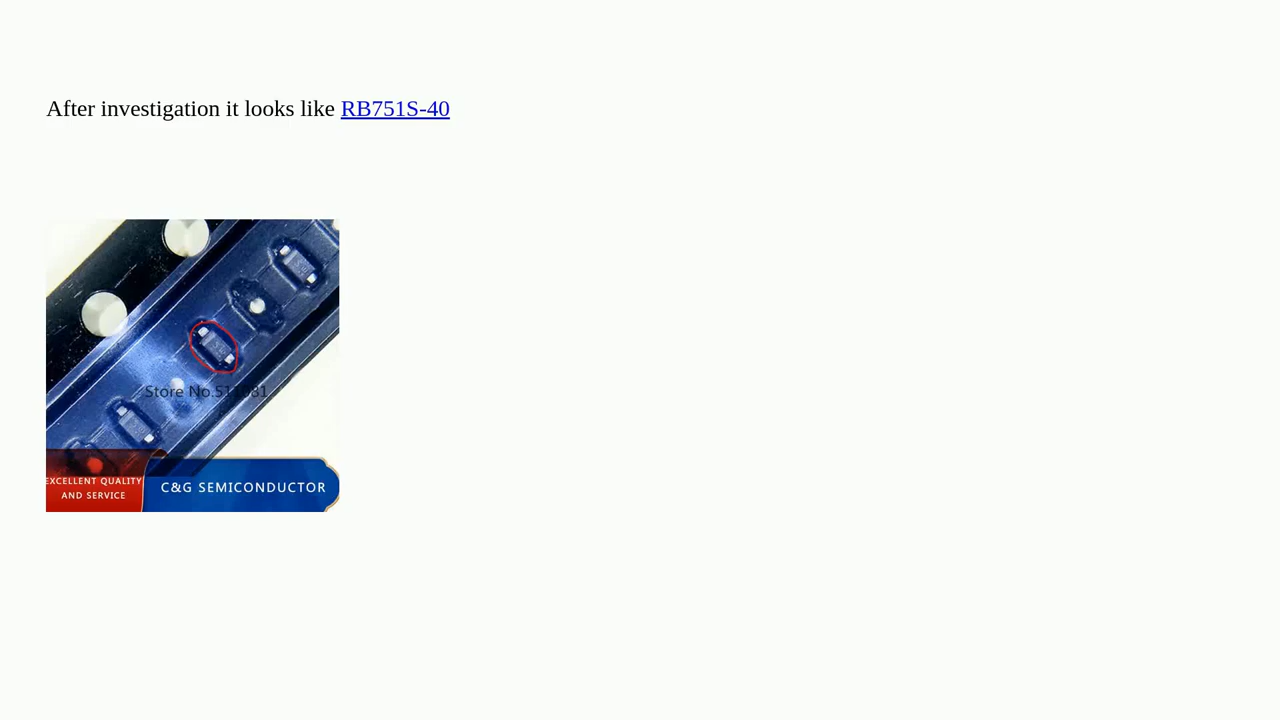 After investigation it looks like RB751S-40
EXCELLENT QUALITY
AND SERVICE
C&G SEMICONDUCTOR